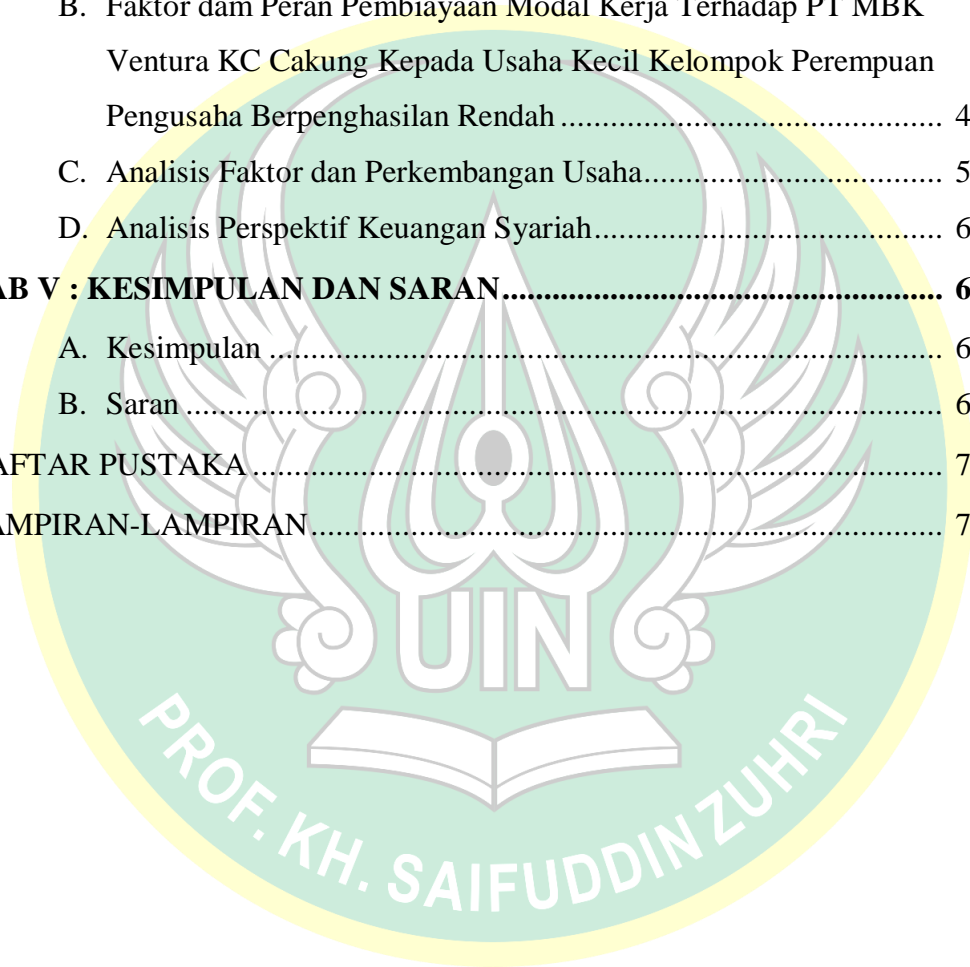 B. Faktor dam Peran Pembiayaan Modal Kerja Terhadap PT MBK
Ventura KC Cakung Kepada Usaha Kecil Kelompok Perempuan
Pengusaha Berpenghasilan Rendah ........................................ 4
C. Analisis Faktor dan Perkembangan Usaha................................ 5
D. Analisis Perspektif Keuangan Syariah..................................... 6
AB V : KESIMPULAN DAN SARAN............................................... 6
A. Kesimpulan ......................................................................... 6
B. Saran .................................................................................. 6
AFTAR PUSTAKA ........................................................................ 7
AMPIRAN-LAMPIRAN................................................................... 7
UIN
PROF. KH. SAIFUDDIN ZUHRI